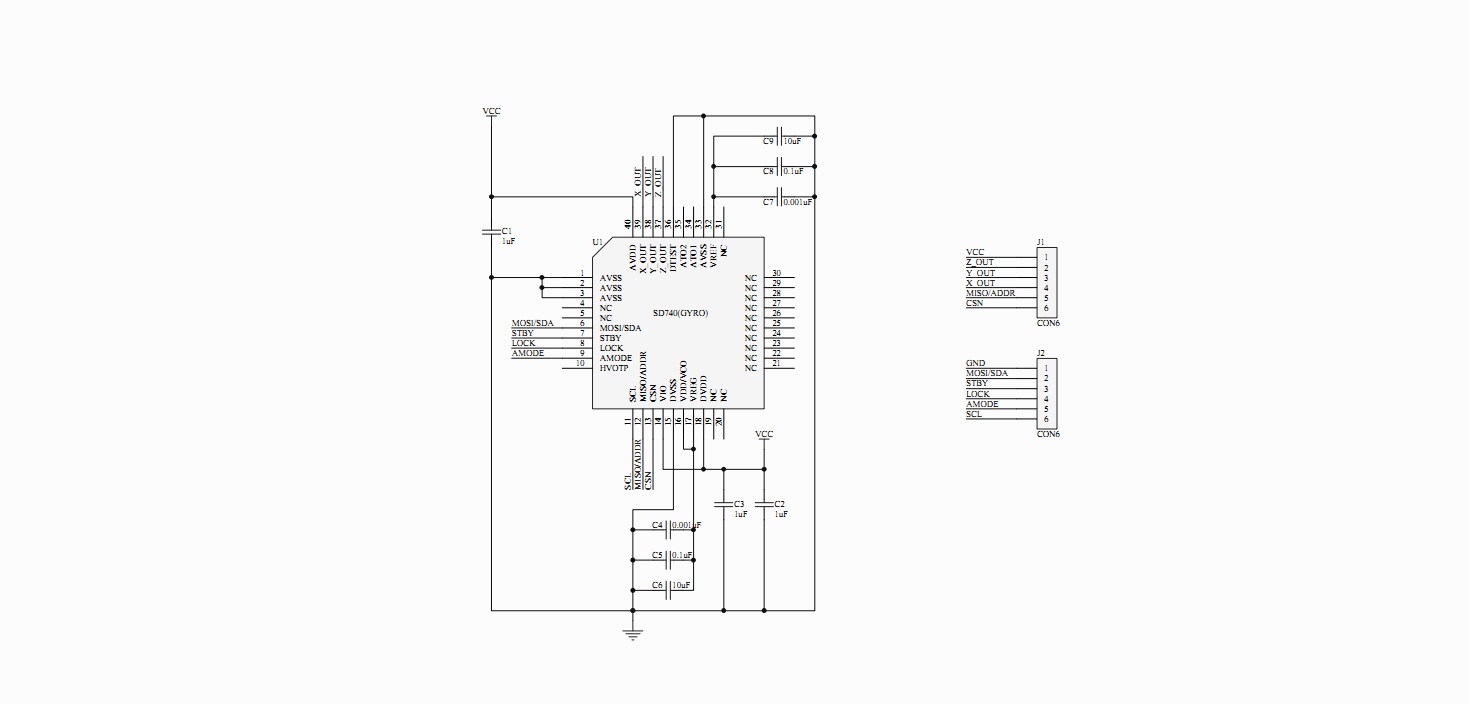 VCC
C9 10uF
C8 0.1uF
C7 0.001uF
X_OUT
Y_OUT
Z_OUT
40
39
38
37
36
35
34
33
32
31
C1
1uF
U1
AVDD
X_OUT
Y_OUT
Z_OUT
DTEST
ATO2
ATO1
AVSS
VREF
NC
1 AVSS
2 AVSS
3 AVSS
4 NC
5 NC
MOSI/SDA 6 MOSI/SDA
STBY 7 STBY
LOCK 8 LOCK
AMODE 9 AMODE
10 HVOTP
SD740(GYRO)
NC 30
NC 29
NC 28
NC 27
NC 26
NC 25
NC 24
NC 23
NC 22
NC 21
SCL
MISO/ADDR
CSN
VIO
DVSS
VDD/VCO
VREG
DVDD
NC
NC
11
12
13
14
15
16
17
18
19
20
SCL
MISO/ADDR
CSN
VCC
C3
1uF
C2
1uF
C4 0.001uF
C5 0.1uF
C6 10uF
J1
VCC 1
Z_OUT 2
Y_OUT 3
X_OUT 4
MISO/ADDR 5
CSN 6
CON6
J2
GND 1
MOSI/SDA 2
STBY 3
LOCK 4
AMODE 5
SCL 6
CON6